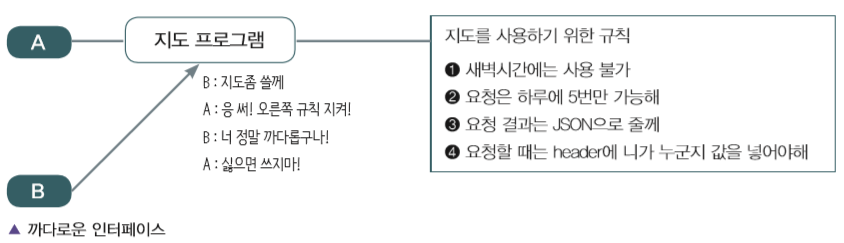 A
지도 프로그램
B : 지도좀 쓸께
A : 응 써! 오른쪽 규칙 지켜!
B : 너 정말 까다롭구나!
A : 싫으면 쓰지마!
B
지도를 사용하기 위한 규칙
❶ 새벽시간에는 사용 불가
❷ 요청은 하루에 5번만 가능해
❸ 요청 결과는 JSON으로 줄께
❹ 요청할 때는 header에 니가 누군지 값을 넣어야해
▲ 까다로운 인터페이스